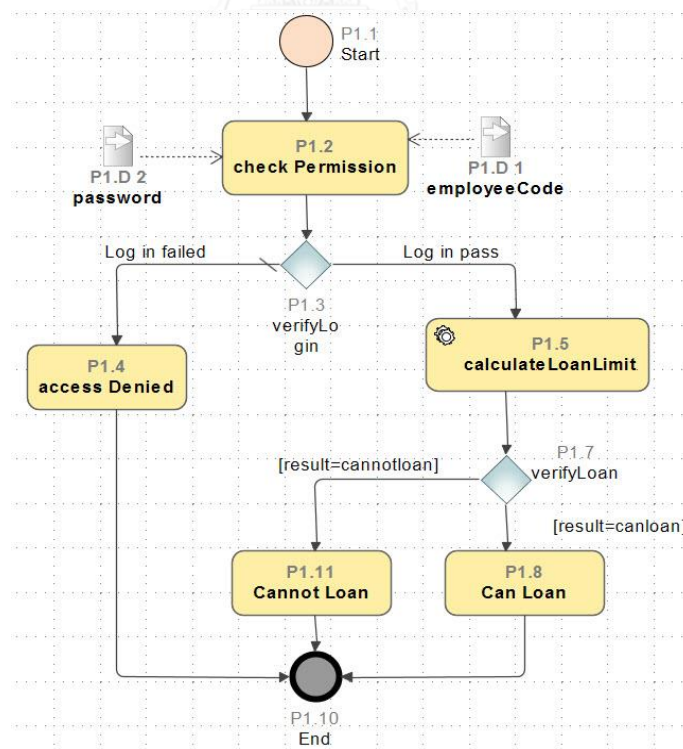 P1.1
Start
P1.2
check Permission
P1.D 2
password
P1.D 1
employeeCode
Log in failed
Log in pass
P1.3
verifyLo
gin
P1.4
access Denied
P1.5
calculateLoanLimit
P1.7
verifyLoan
[result=cannotloan]
[result=canloan]
P1.11
Cannot Loan
P1.8
Can Loan
P1.10
End